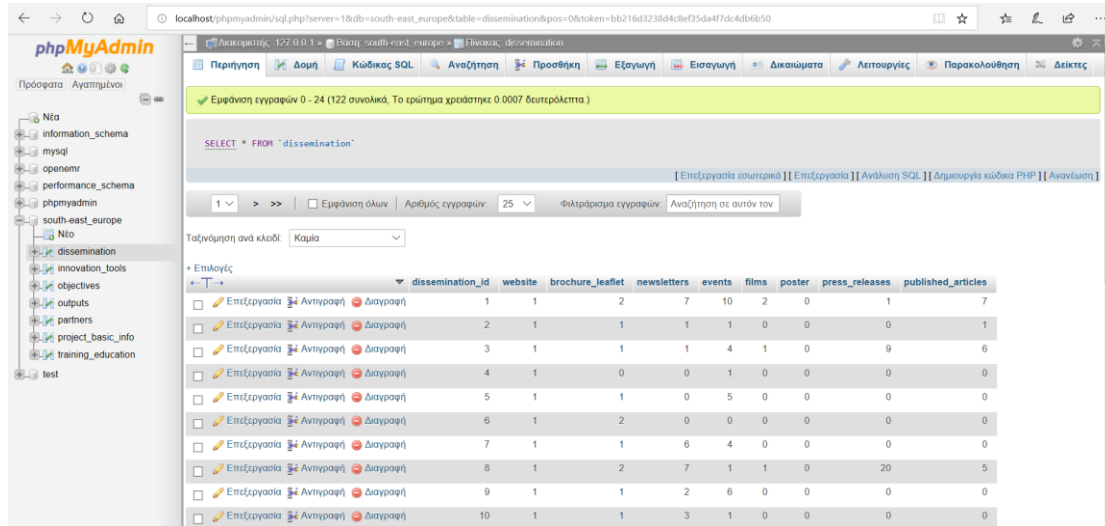 localhost/phpmyadmin/sql.php?server=1&db=south-east_europe&table=dissemination&pos=0&token=bb216d3238d4c8ef35da4f7dc4db6b50
phpMyAdmin
Πρόσφατα Αγαπημένοι
Νέα
information_schema
mysql
openemr
performance_schema
phpmyadmin
south-east_europe
Νέο
dissemination
innovation_tools
objectives
outputs
partners
project_basic_info
training_education
test
Διακομιστής: 127.0.0.1 » Βάση: south-east_europe » Πίνακας: dissemination
Περιήγηση Δομή Κώδικας SQL Αναζήτηση Προσθήκη Εξαγωγή Εισαγωγή Δικαιώματα Λειτουργίες Παρακολούθηση Δείκτες
Εμφάνιση εγγραφών 0 - 24 (122 συνολικά, Το ερώτημα χρειάστηκε 0.0007 δευτερόλεπτα.)
SELECT * FROM `dissemination`
[ Επεξεργασία εσωτερικά ] [ Επεξεργασία ] [ Ανάλυση SQL ] [ Δημιουργία κώδικα PHP ] [ Ανανέωση ]
1 > >> Εμφάνιση όλων Αριθμός εγγραφών: 25 Φιλτράρισμα εγγραφών: Αναζήτηση σε αυτόν τον
Ταξινόμηση ανά κλειδί: Καμία
+ Επιλογές
←T→ dissemination_id website brochure_leaflet newsletters events films poster press_releases published_articles
Επεξεργασία Αντιγραφή Διαγραφή 1 1 2 7 10 2 0 1 7
Επεξεργασία Αντιγραφή Διαγραφή 2 1 1 1 1 0 0 0 1
Επεξεργασία Αντιγραφή Διαγραφή 3 1 1 1 4 1 0 9 6
Επεξεργασία Αντιγραφή Διαγραφή 4 1 0 0 1 0 0 0 0
Επεξεργασία Αντιγραφή Διαγραφή 5 1 1 0 5 0 0 0 0
Επεξεργασία Αντιγραφή Διαγραφή 6 1 2 0 0 0 0 0 0
Επεξεργασία Αντιγραφή Διαγραφή 7 1 1 6 4 0 0 0 0
Επεξεργασία Αντιγραφή Διαγραφή 8 1 2 7 1 1 0 20 5
Επεξεργασία Αντιγραφή Διαγραφή 9 1 1 2 6 0 0 0 0
Επεξεργασία Αντιγραφή Διαγραφή 10 1 1 3 1 0 0 0 0